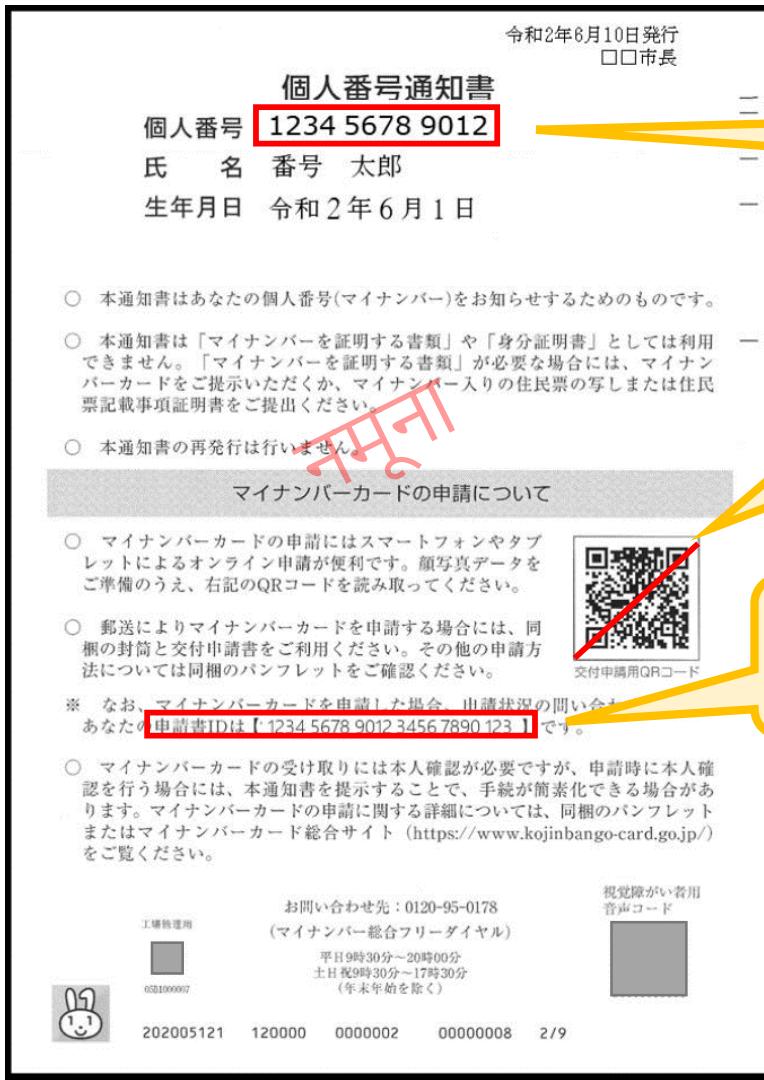 令和2年6月10日発行
□□市長
個人番号通知書
個人番号 1234 5678 9012
氏 名 番号 太郎
生年月日 令和2年6月1日
○ 本通知書はあなたの個人番号(マイナンバー)をお知らせするためのものです。
○ 本通知書は「マイナンバーを証明する書類」や「身分証明書」としては利用
できません。「マイナンバーを証明する書類」が必要な場合には、マイナン
バーカードをご提示いただくか、マイナンバー入りの住民票の写しまたは住民
票記載事項証明書をご提出ください。
○ 本通知書の再発行は行いません。
नमूना
マイナンバーカードの申請について
○ マイナンバーカードの申請にはスマートフォンやタブ
レットによるオンライン申請が便利です。顔写真データを
ご準備のうえ、右記のQRコードを読み取ってください。
○ 郵送によりマイナンバーカードを申請する場合には、同
梱の封筒と交付申請書をご利用ください。その他の申請方
法については同梱のパンフレットをご確認ください。
交付申請用QRコード
※ なお、マイナンバーカードを申請した場合、申請状況の問い合わ
あなたの申請書IDは【 1234 5678 9012 3456 7890 123 】です。
○ マイナンバーカードの受け取りには本人確認が必要ですが、申請時に本人確
認を行う場合には、本通知書を提示することで、手続が簡素化できる場合があ
ります。マイナンバーカードの申請に関する詳細については、同梱のパンフレット
またはマイナンバーカード総合サイト(https://www.kojinbango-card.go.jp/)
をご覧ください。
お問い合わせ先:0120-95-0178
(マイナンバー総合フリーダイヤル)
平日9時30分~20時00分
土日祝9時30分~17時30分
(年末年始を除く)
工場管理用
視覚障がい者用
音声コード
202005121 120000 0000002 00000008 2/9